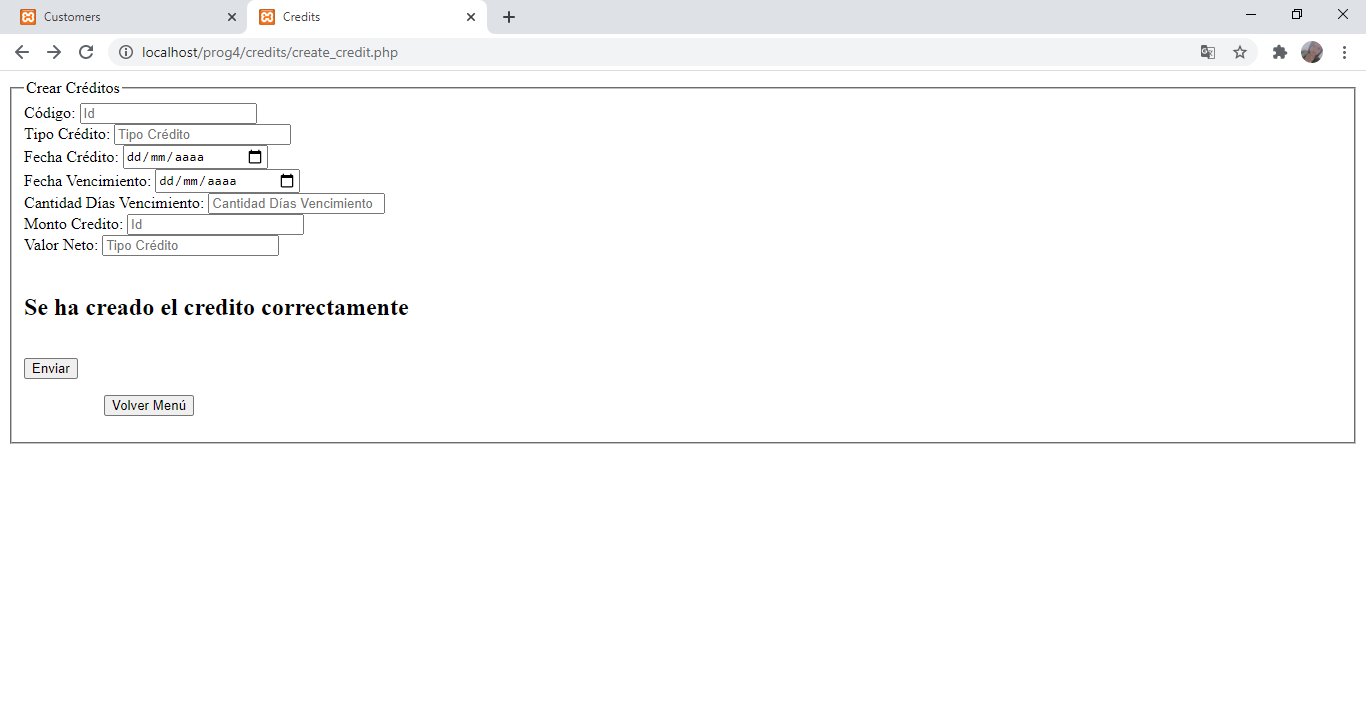 Customers
Credits
localhost/prog4/credits/create_credit.php
Crear Créditos
Código: Id
Tipo Crédito: Tipo Crédito
Fecha Crédito: dd/mm/aaaa
Fecha Vencimiento: dd/mm/aaaa
Cantidad Días Vencimiento: Cantidad Días Vencimiento
Monto Credito: Id
Valor Neto: Tipo Crédito
Se ha creado el credito correctamente
Enviar
Volver Menú